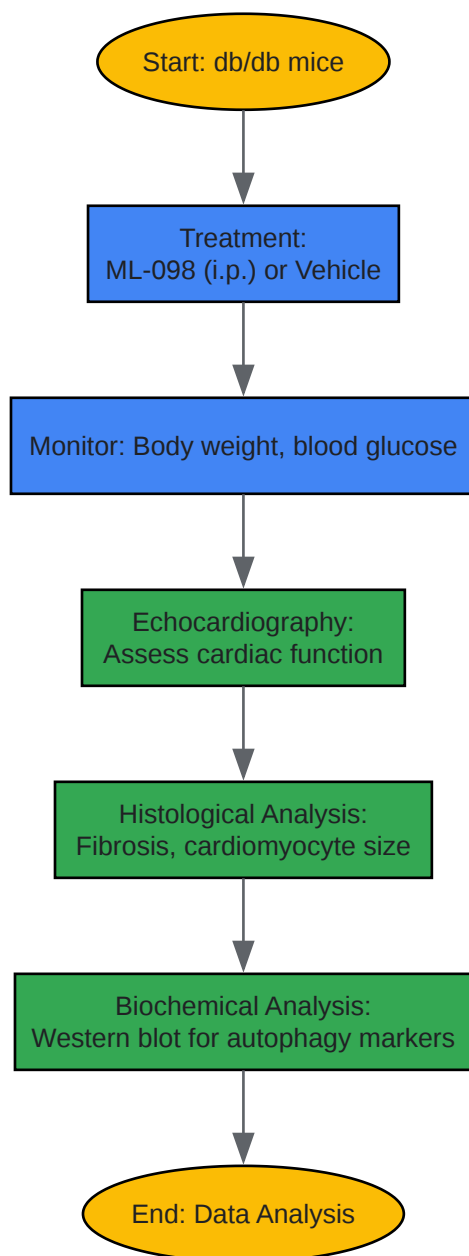 Start: db/db mice
Treatment:
ML-098 (i.p.) or Vehicle
Monitor: Body weight, blood glucose
Echocardiography:
Assess cardiac function
Histological Analysis:
Fibrosis, cardiomyocyte size
Biochemical Analysis:
Western blot for autophagy markers
End: Data Analysis